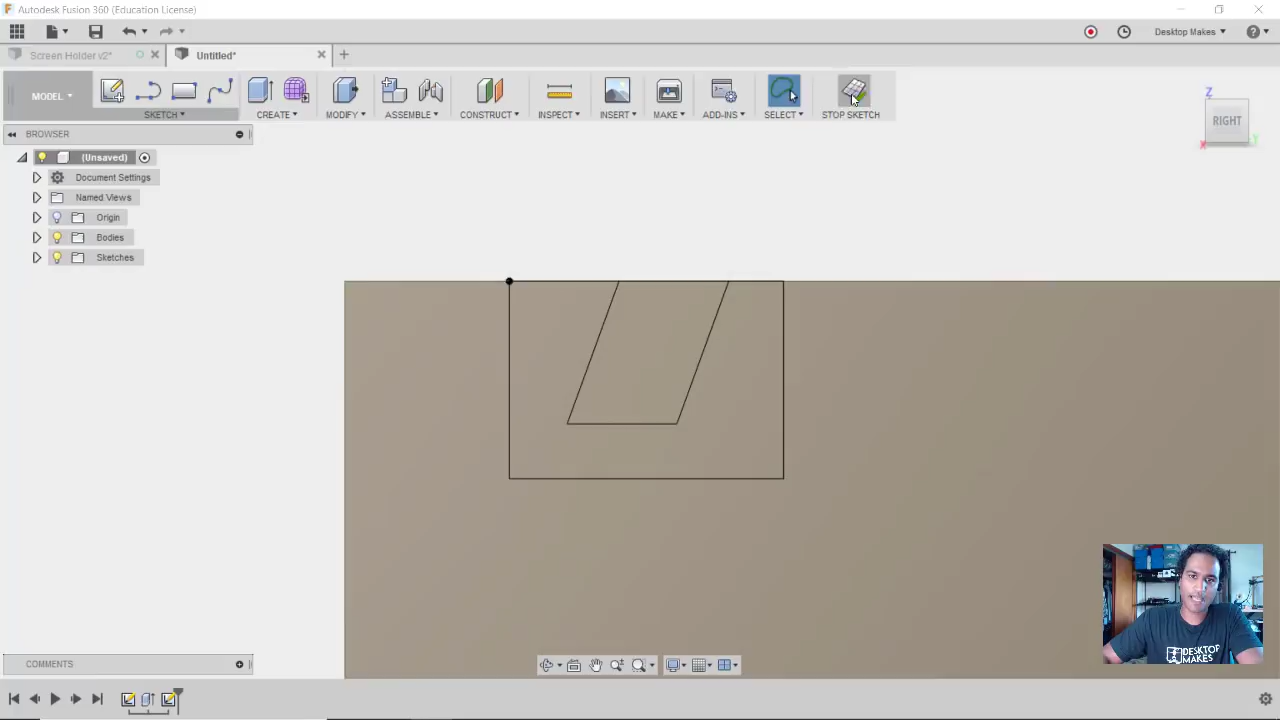 Autodesk Fusion 360 (Education License)
Desktop Makes
Screen Holder v2*
Untitled*
MODEL
SKETCH
CREATE
MODIFY
ASSEMBLE
CONSTRUCT
INSPECT
INSERT
MAKE
ADD-INS
SELECT
STOP SKETCH
Z
RIGHT
X
Y
BROWSER
(Unsaved)
Document Settings
Named Views
Origin
Bodies
Sketches
DESKTOP
MAKES
COMMENTS